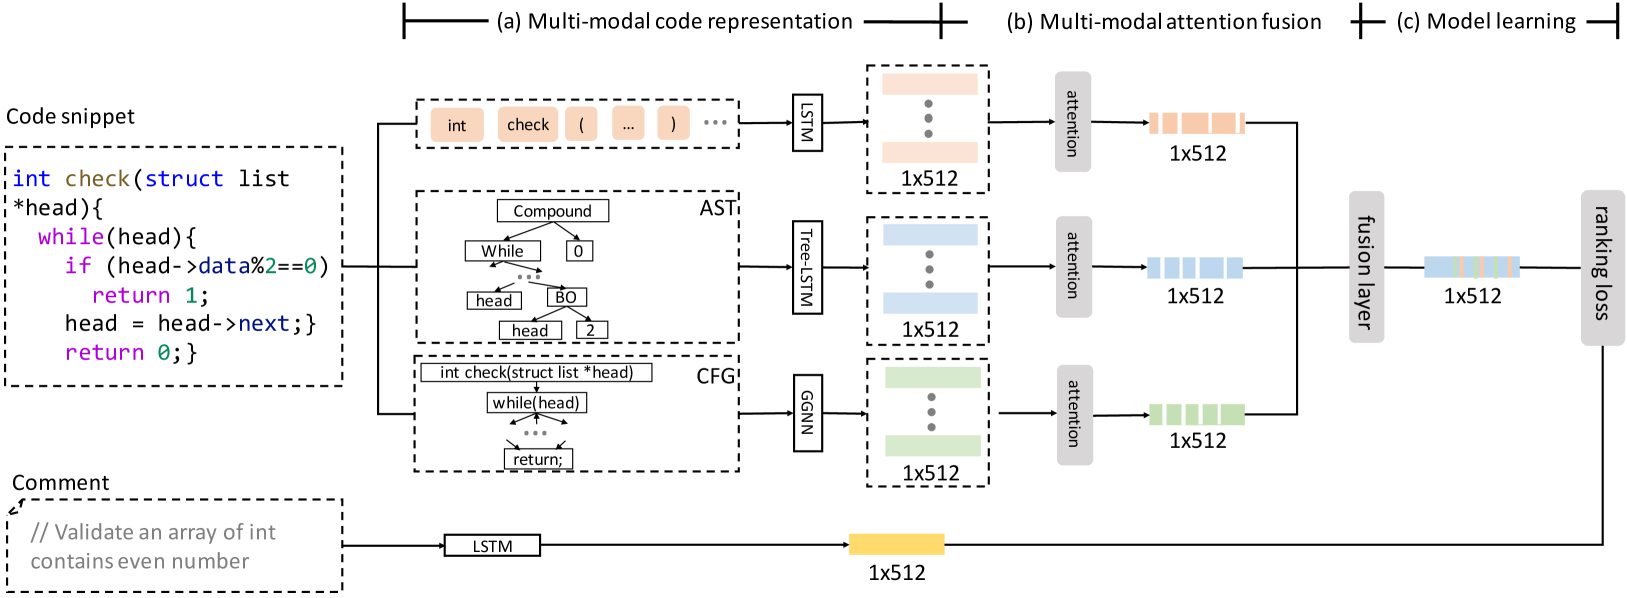 (a) Multi-modal code representation
(b) Multi-modal attention fusion
(c) Model learning
Code snippet
int check(struct list
*head){
while(head){
if (head->data%2==0)
return 1;
head = head->next;}
return 0;}
int
check
(
...
)
LSTM
1x512
attention
1x512
AST
Compound
While
0
head
BO
head
2
Tree-LSTM
1x512
attention
1x512
CFG
int check(struct list *head)
while(head)
return;
GGNN
1x512
attention
1x512
fusion layer
1x512
ranking loss
Comment
// Validate an array of int
contains even number
LSTM
1x512